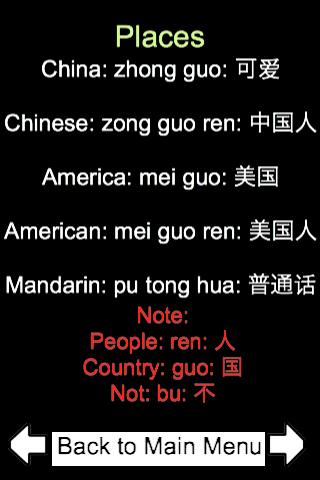 Places
China: zhong guo: 可爱
Chinese: zong guo ren: 中国人
America: mei guo: 美国
American: mei guo ren: 美国人
Mandarin: pu tong hua: 普通话
Note:
People: ren: 人
Country: guo: 国
Not: bu: 不
Back to Main Menu